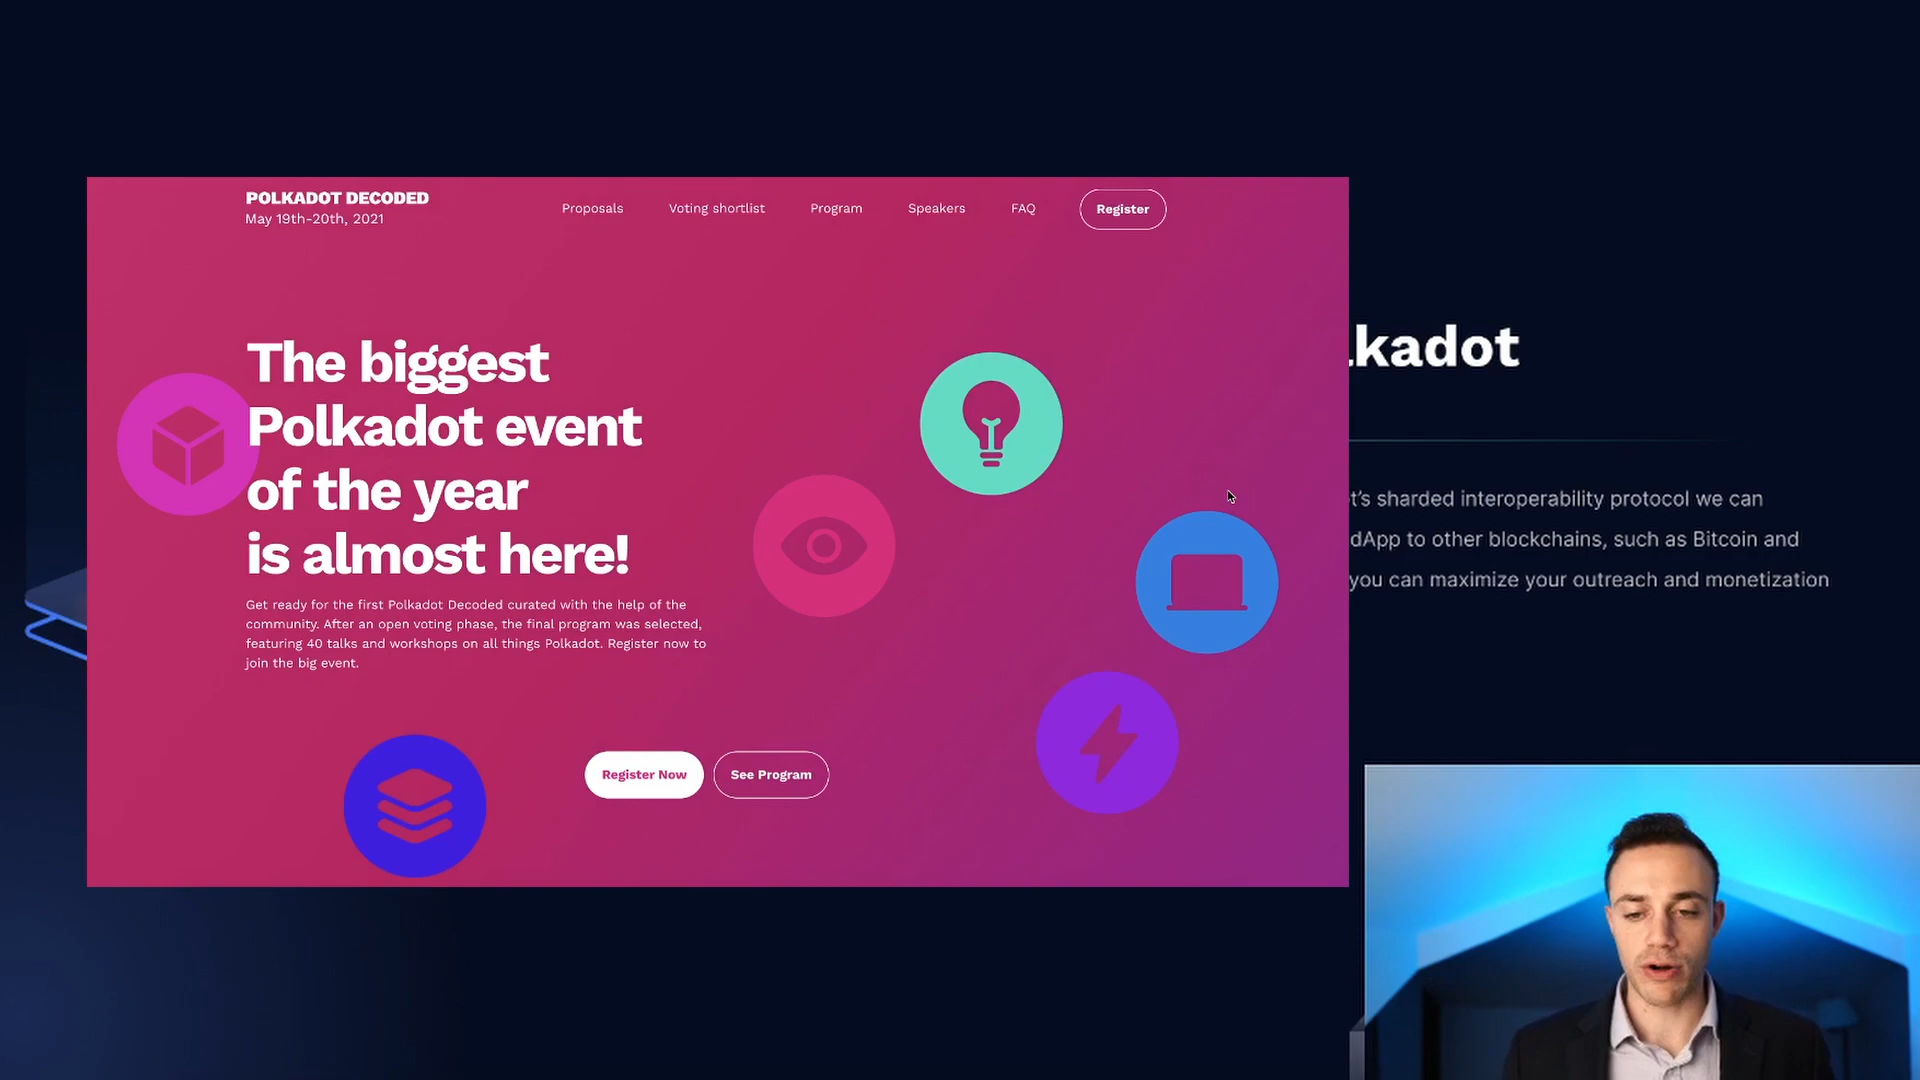 POLKADOT DECODED
May 19th-20th, 2021
Proposals
Voting shortlist
Program
Speakers
FAQ
Register
The biggest
Polkadot event
of the year
is almost here!
Get ready for the first Polkadot Decoded curated with the help of the
community. After an open voting phase, the final program was selected,
featuring 40 talks and workshops on all things Polkadot. Register now to
join the big event.
Register Now
See Program
lkadot
t's sharded interoperability protocol we can
dApp to other blockchains, such as Bitcoin and
you can maximize your outreach and monetization